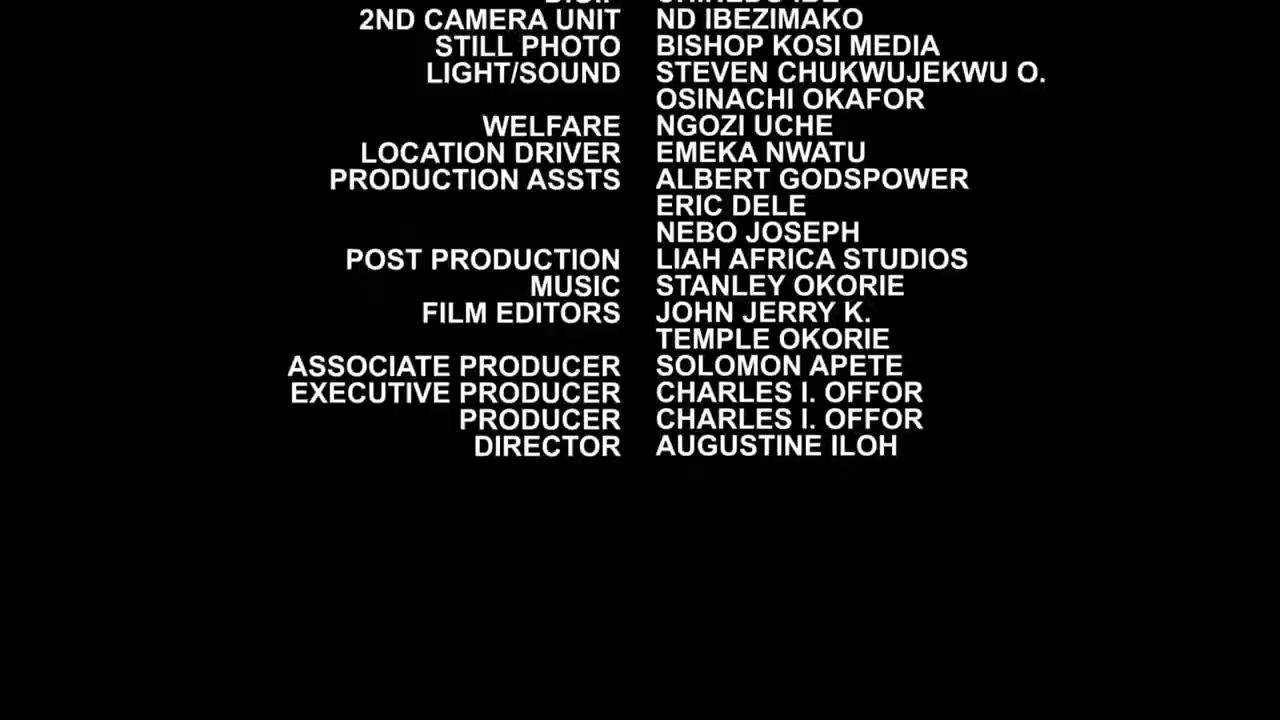 2ND CAMERA UNIT ND IBEZIMAKO
STILL PHOTO BISHOP KOSI MEDIA
LIGHT/SOUND STEVEN CHUKWUJEKWU O.
OSINACHI OKAFOR
WELFARE NGOZI UCHE
LOCATION DRIVER EMEKA NWATU
PRODUCTION ASSTS ALBERT GODSPOWER
ERIC DELE
NEBO JOSEPH
POST PRODUCTION LIAH AFRICA STUDIOS
MUSIC STANLEY OKORIE
FILM EDITORS JOHN JERRY K.
TEMPLE OKORIE
ASSOCIATE PRODUCER SOLOMON APETE
EXECUTIVE PRODUCER CHARLES I. OFFOR
PRODUCER CHARLES I. OFFOR
DIRECTOR AUGUSTINE ILOH